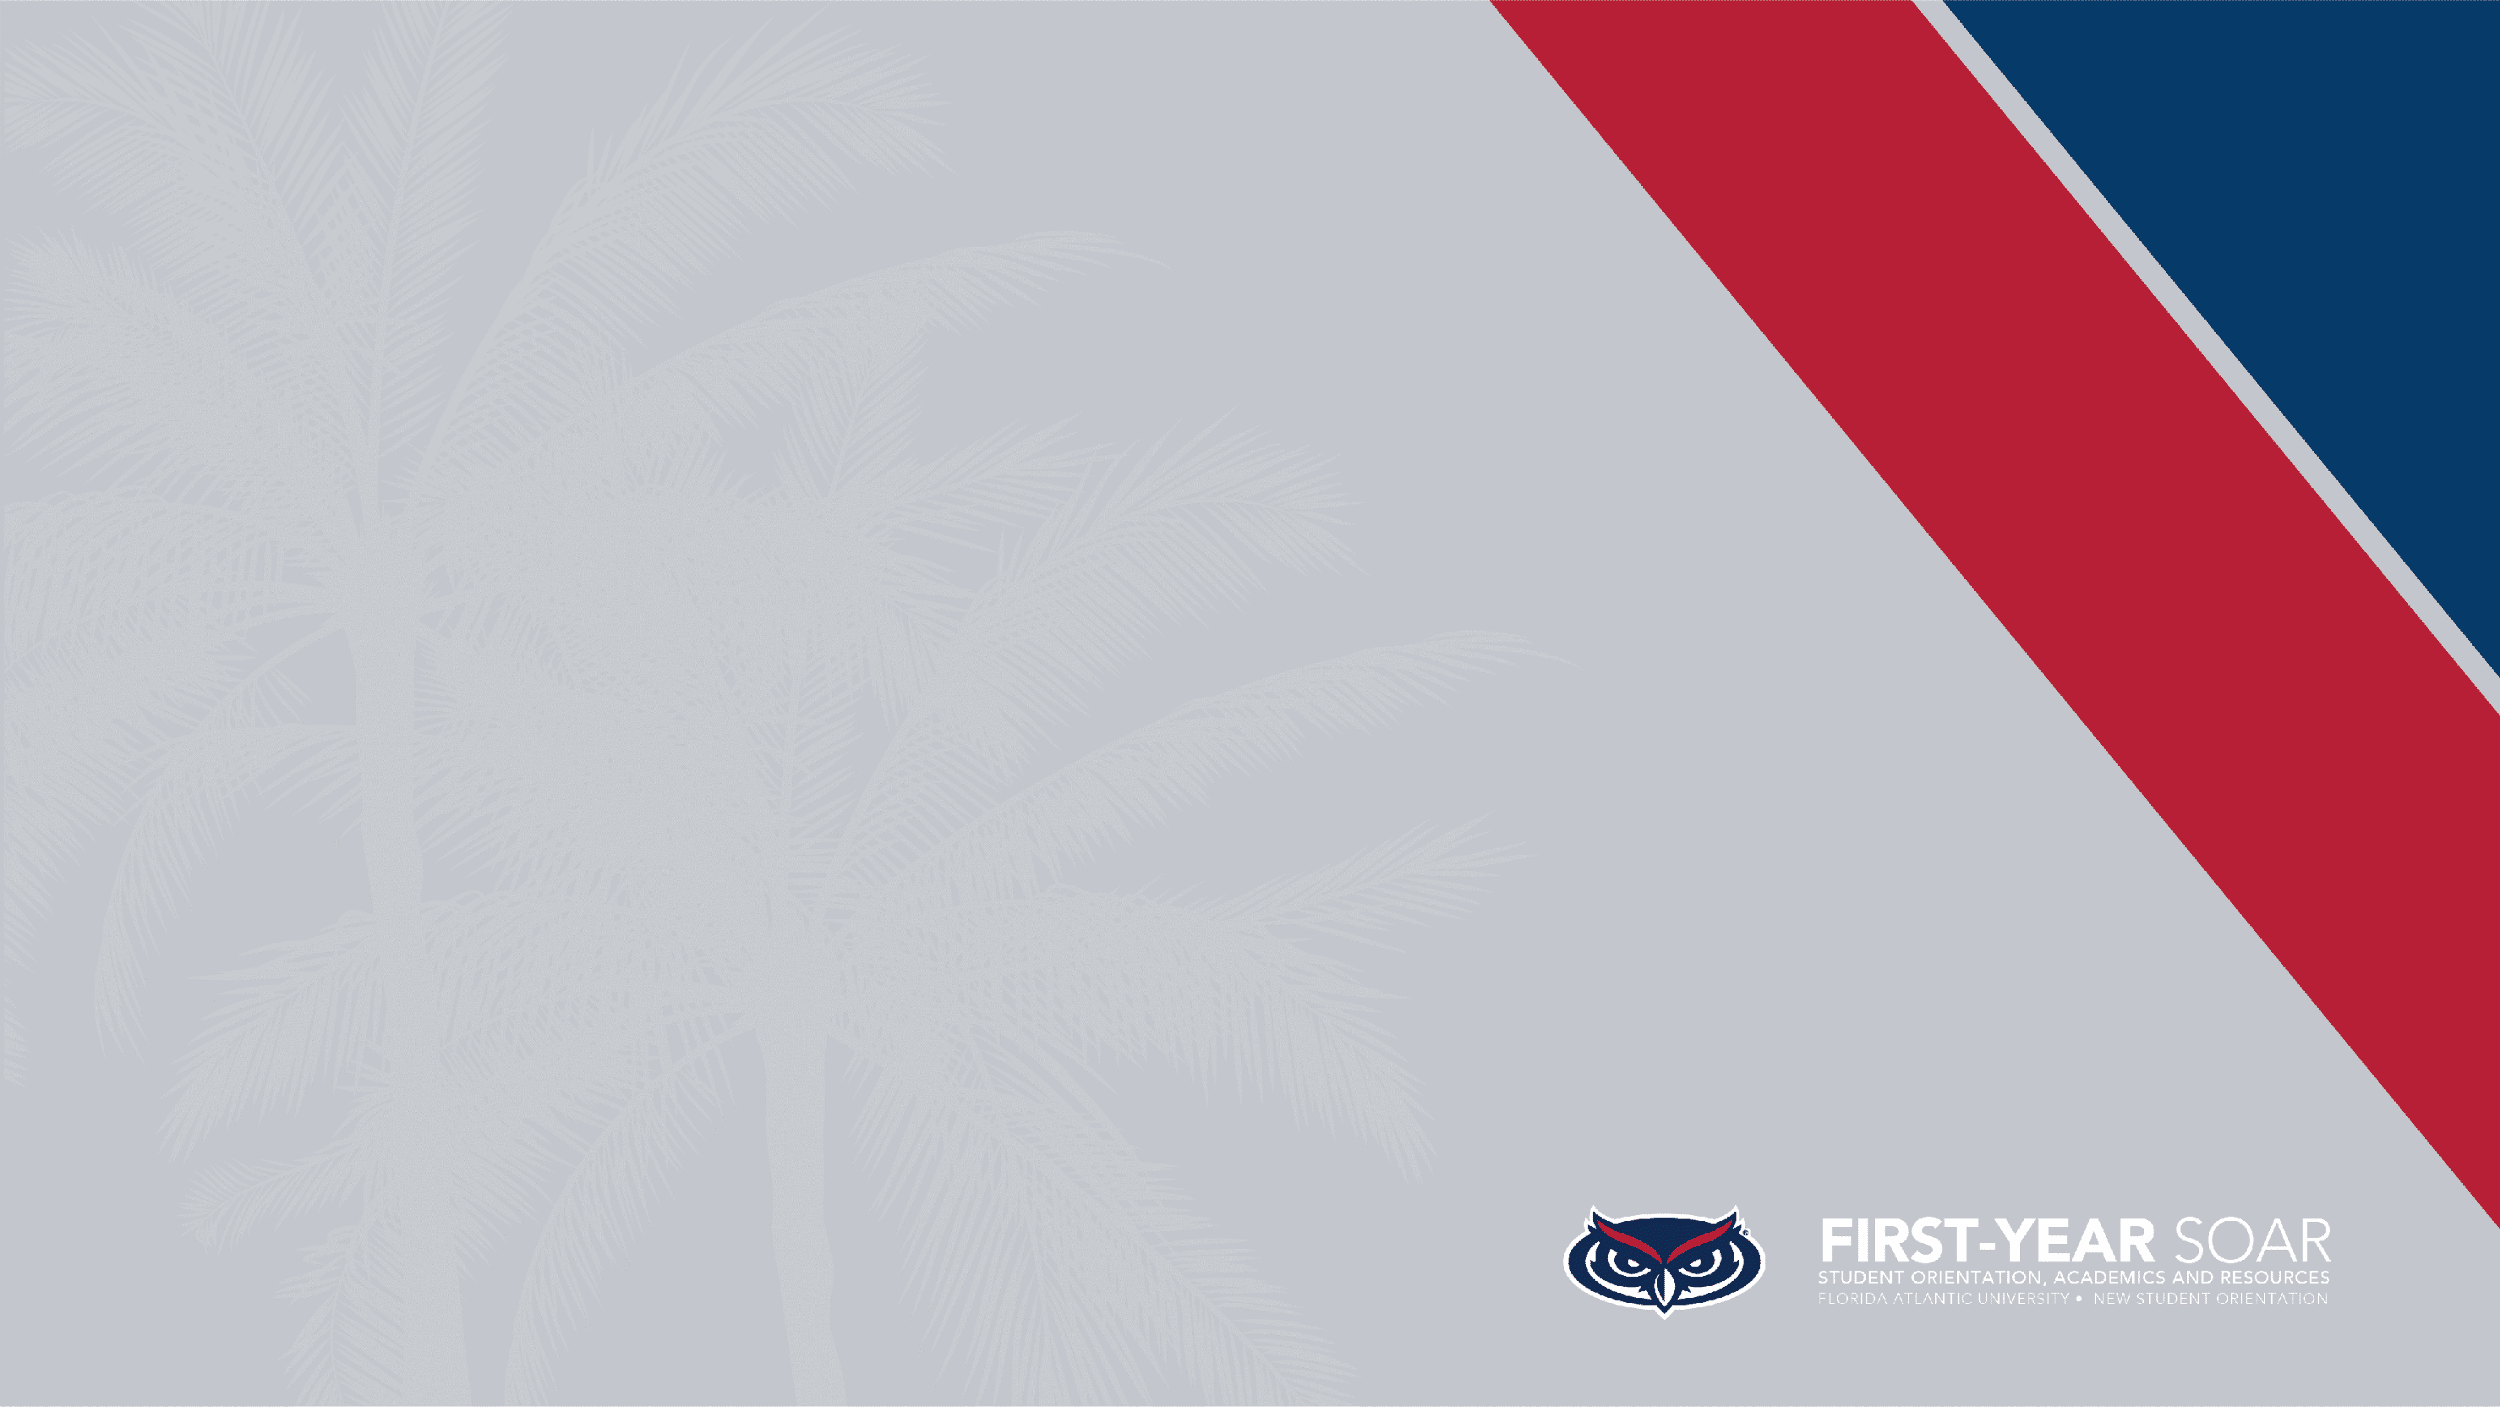 FIRST-YEAR SOAR
STUDENT ORIENTATION, ACADEMICS AND RESOURCES
FLORIDA ATLANTIC UNIVERSITY • NEW STUDENT ORIENTATION